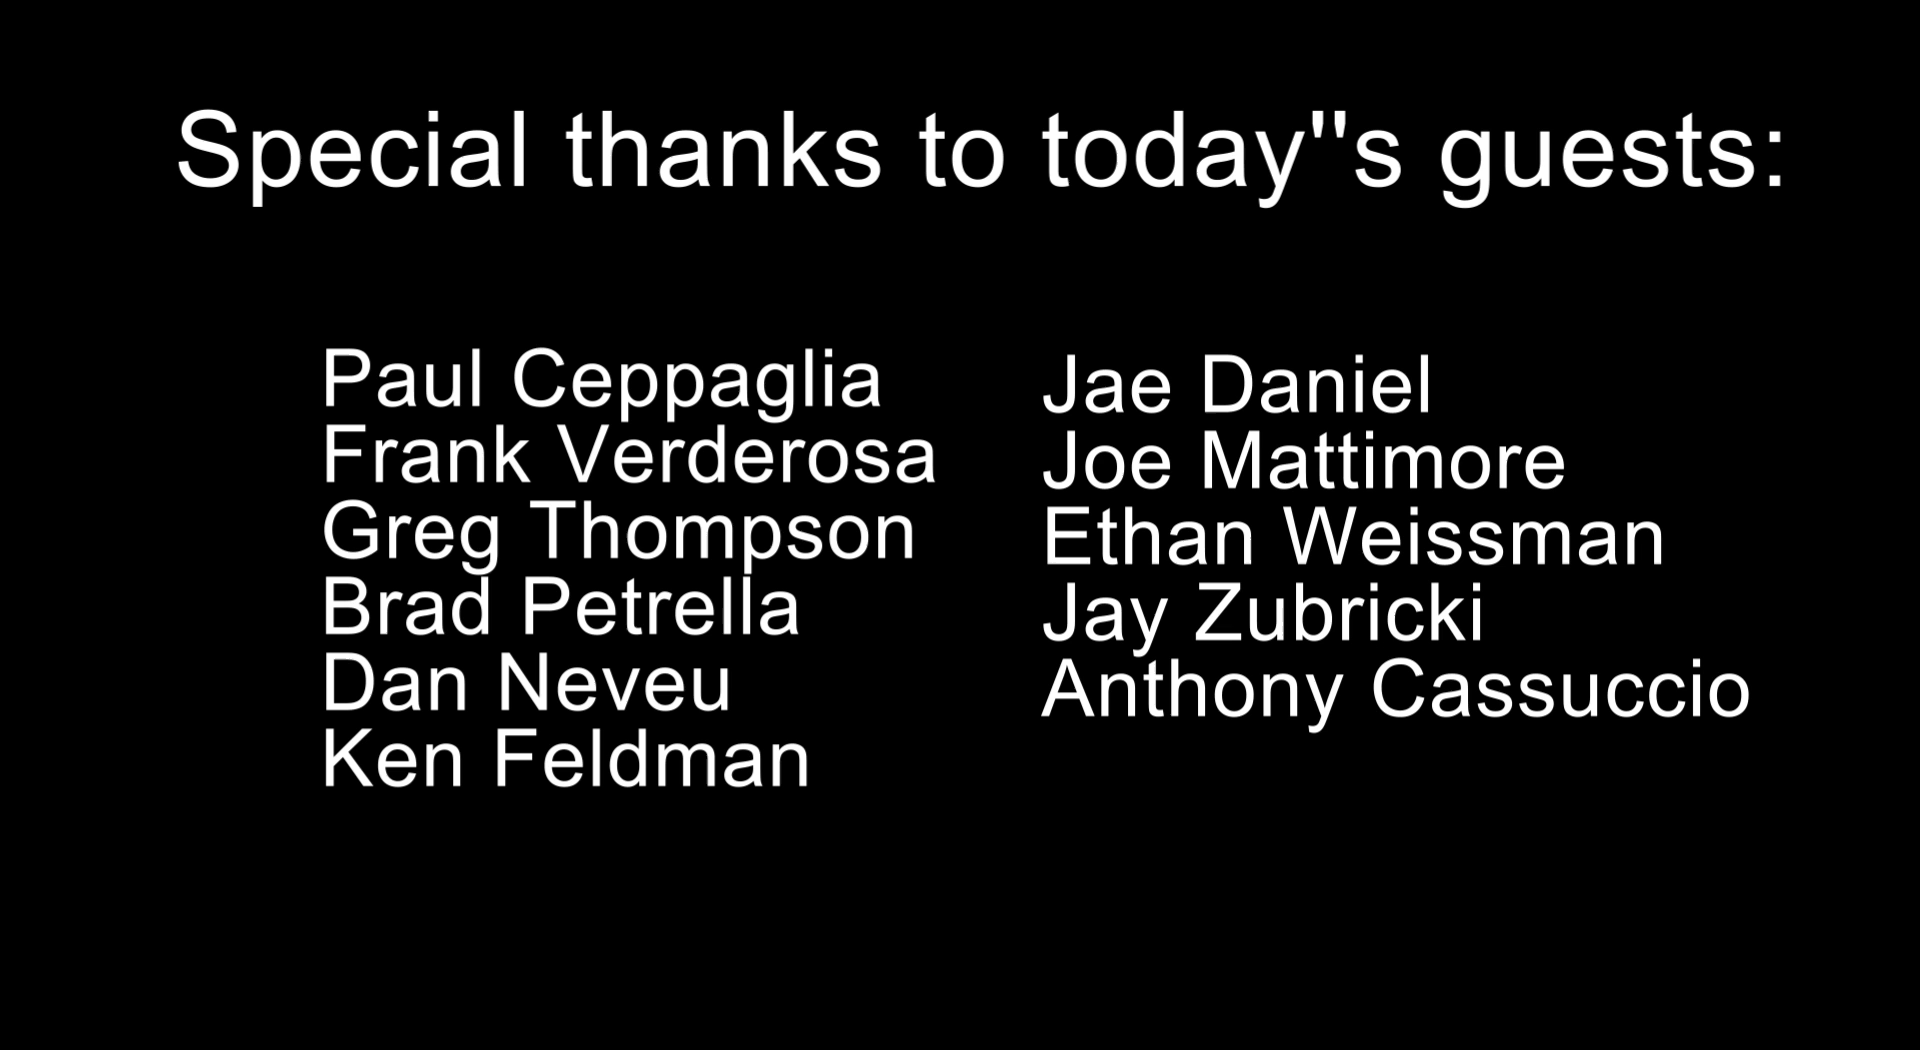 Special thanks to today''s guests:
Paul Ceppaglia
Frank Verderosa
Greg Thompson
Brad Petrella
Dan Neveu
Ken Feldman
Jae Daniel
Joe Mattimore
Ethan Weissman
Jay Zubricki
Anthony Cassuccio